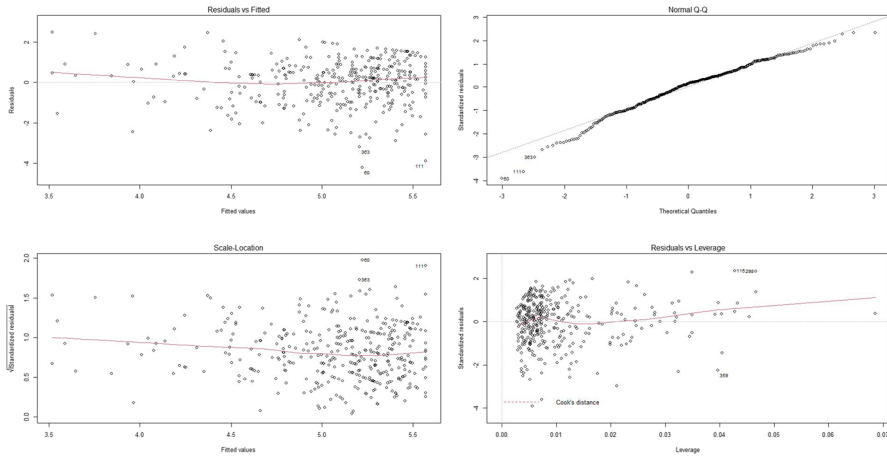 Residuals vs Fitted
Residuals
2
0
-2
-4
363
69
111
3.5 4.0 4.5 5.0 5.5
Fitted values
Normal Q-Q
Standardized residuals
3
2
1
0
-1
-2
-3
-4
363
111
69
-3 -2 -1 0 1 2 3
Theoretical Quantiles
Scale-Location
√|Standardized residuals|
2.0
1.5
1.0
0.5
0.0
69
111
363
3.5 4.0 4.5 5.0 5.5
Fitted values
Residuals vs Leverage
Standardized residuals
2
0
-2
-4
359
Cook's distance
0.00 0.01 0.02 0.03 0.04 0.05 0.06 0.07
Leverage